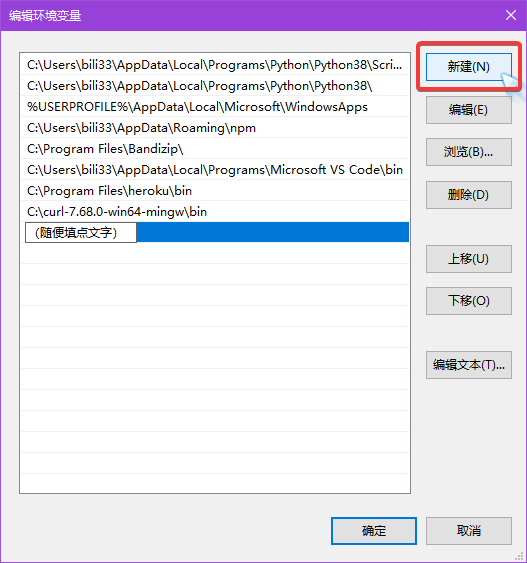 编辑环境变量
C:\Users\bili33\AppData\Local\Programs\Python\Python38\Scri...
C:\Users\bili33\AppData\Local\Programs\Python\Python38\
%USERPROFILE%\AppData\Local\Microsoft\WindowsApps
C:\Users\bili33\AppData\Roaming\npm
C:\Program Files\Bandizip\
C:\Users\bili33\AppData\Local\Programs\Microsoft VS Code\bin
C:\Program Files\heroku\bin
C:\curl-7.68.0-win64-mingw\bin
（随便填点文字）
新建(N)
编辑(E)
浏览(B)...
删除(D)
上移(U)
下移(O)
编辑文本(T)...
确定
取消